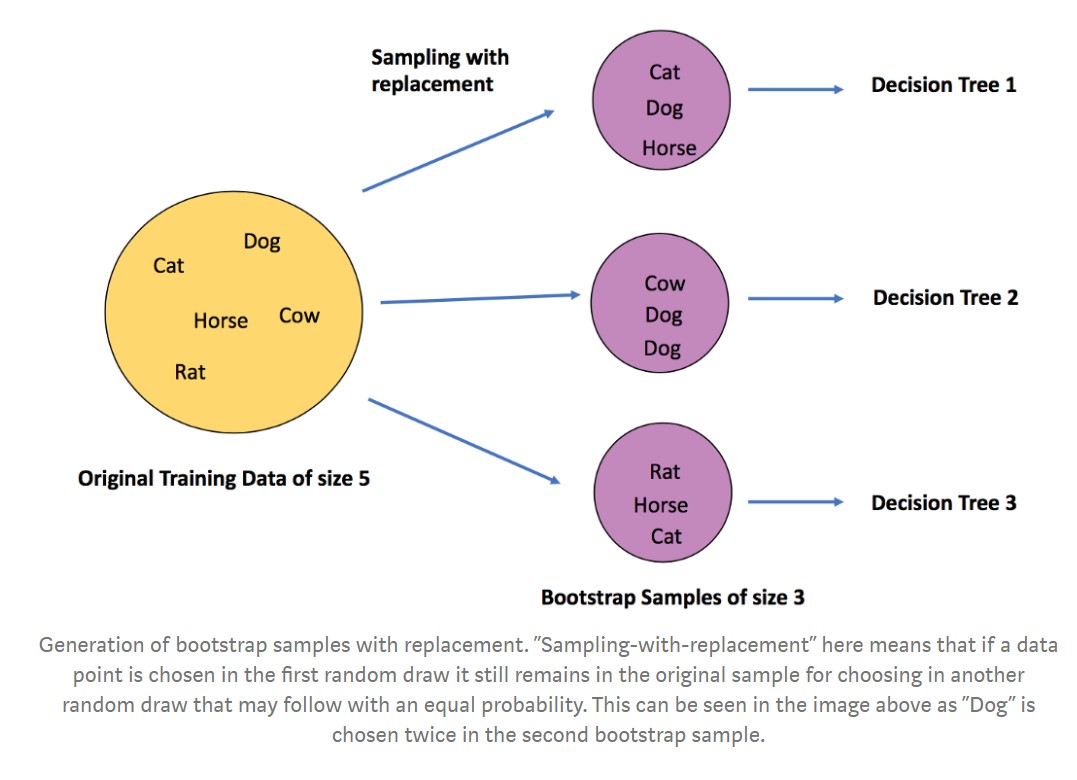 Sampling with
replacement
Cat
Dog
Horse
Decision Tree 1
Dog
Cat
Horse
Cow
Rat
Original Training Data of size 5
Cow
Dog
Dog
Decision Tree 2
Rat
Horse
Cat
Decision Tree 3
Bootstrap Samples of size 3
Generation of bootstrap samples with replacement. "Sampling-with-replacement" here means that if a data
point is chosen in the first random draw it still remains in the original sample for choosing in another
random draw that may follow with an equal probability. This can be seen in the image above as "Dog" is
chosen twice in the second bootstrap sample.